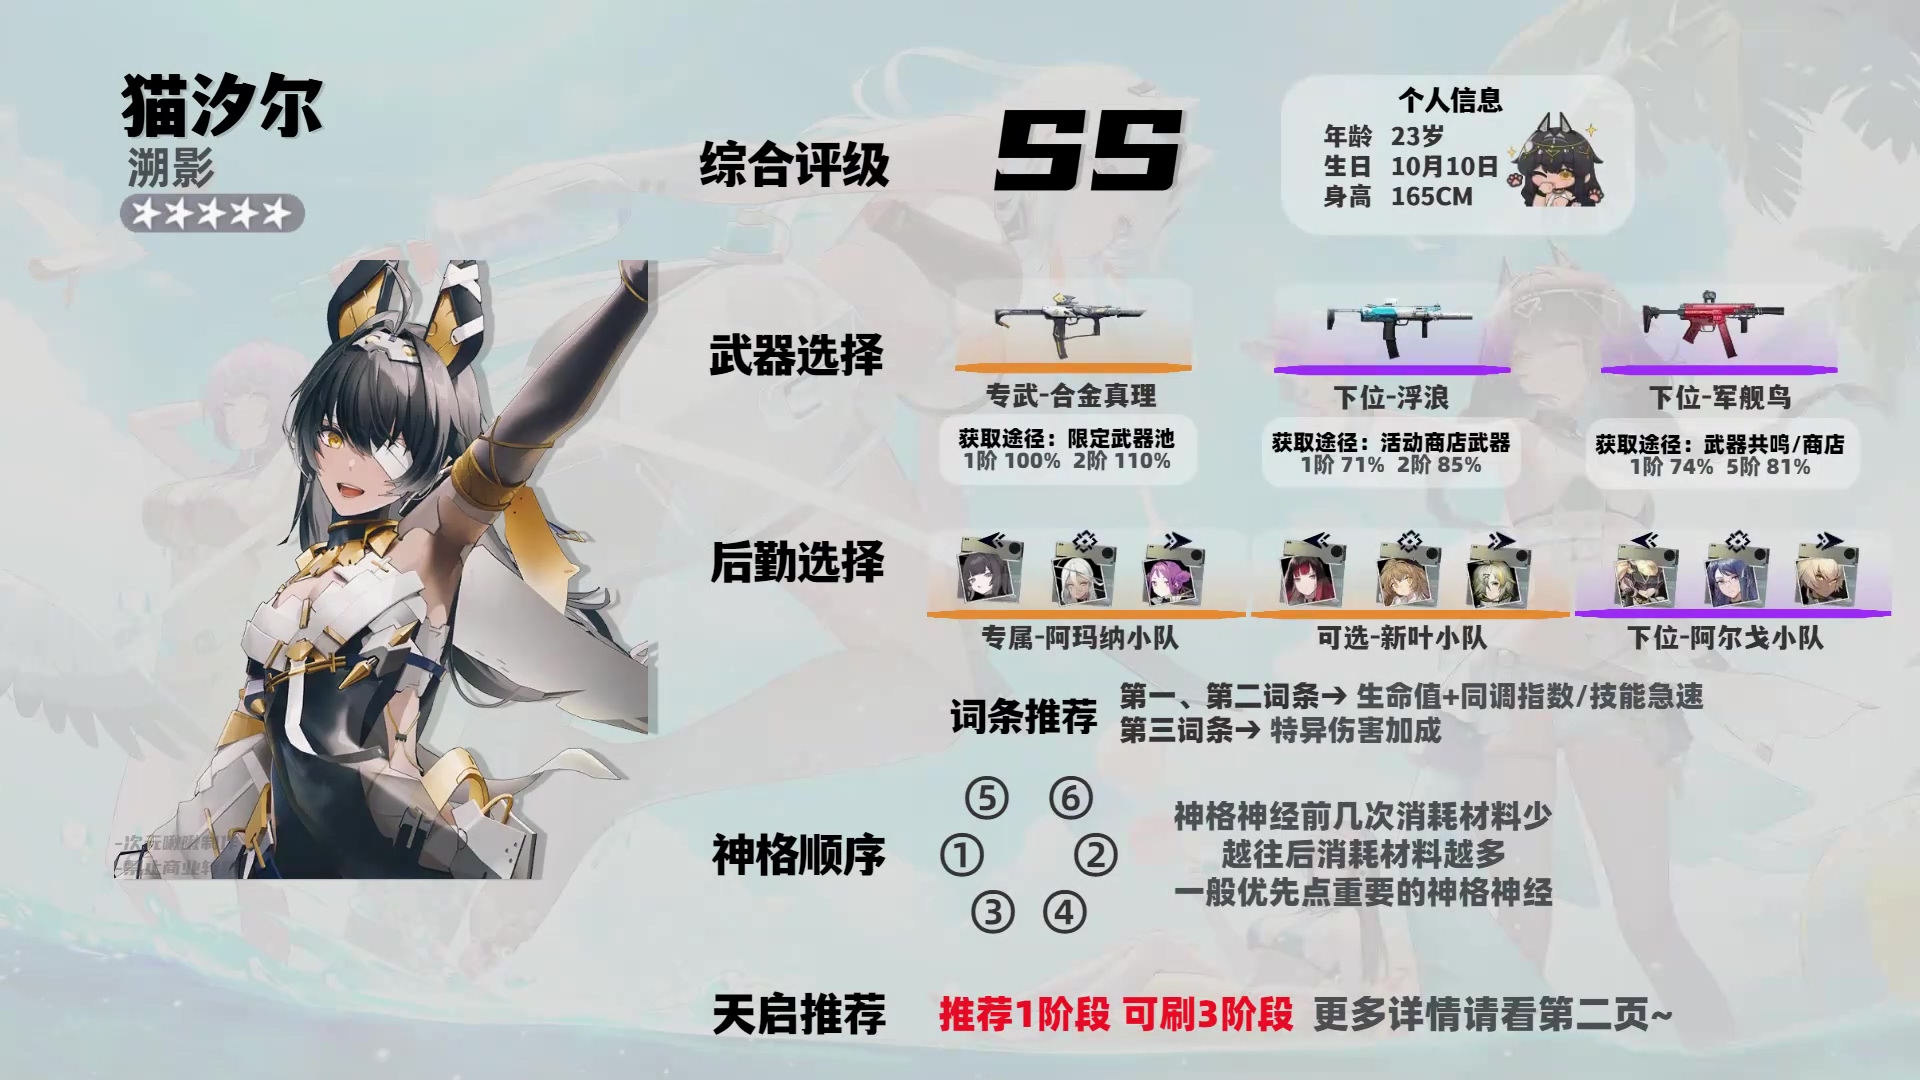 猫汐尔
溯影
综合评级
SS
个人信息
年龄 23岁
生日 10月10日
身高 165CM
武器选择
专武-合金真理
获取途径：限定武器池
1阶 100% 2阶 110%
下位-浮浪
获取途径：活动商店武器
1阶 71% 2阶 85%
下位-军舰鸟
获取途径：武器共鸣/商店
1阶 74% 5阶 81%
后勤选择
专属-阿玛纳小队
可选-新叶小队
下位-阿尔戈小队
词条推荐
第一、第二词条→ 生命值+同调指数/技能急速
第三词条→ 特异伤害加成
神格顺序
⑤ ⑥
① ②
③ ④
神格神经前几次消耗材料少
越往后消耗材料越多
一般优先点重要的神格神经
天启推荐
推荐1阶段 可刷3阶段 更多详情请看第二页~